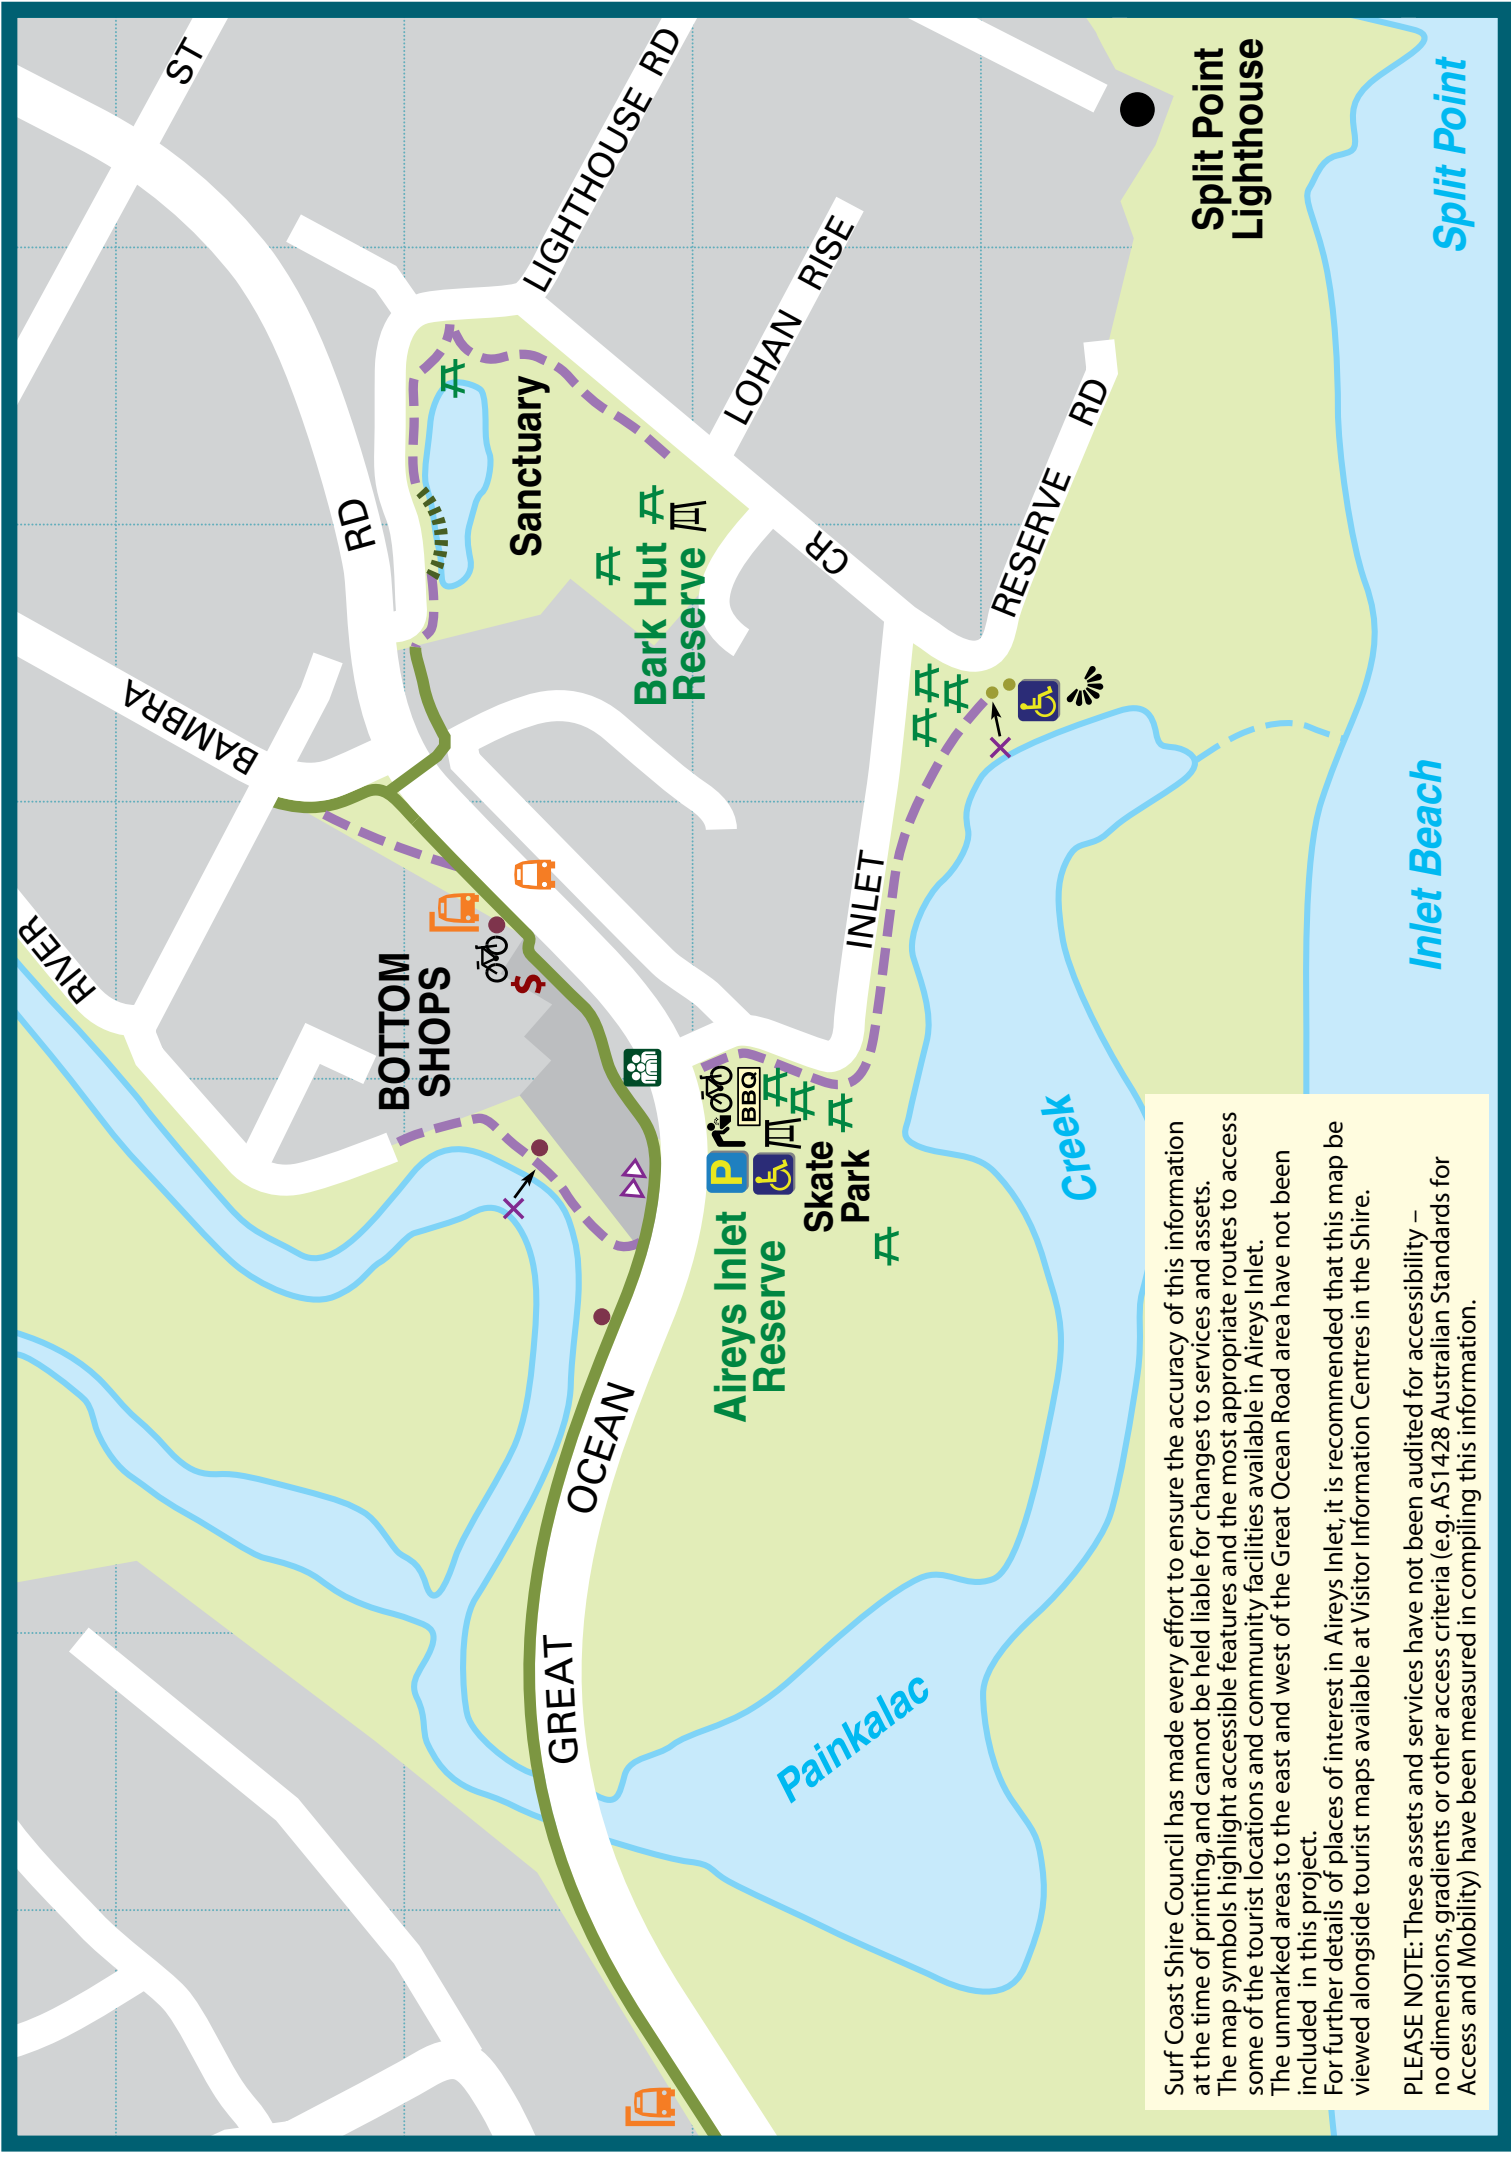 ST
RD
LIGHTHOUSE RD
Split Point
Lighthouse
Split Point
BAMBRA
LOHAN RISE
Sanctuary
RESERVE RD
CR
Bark Hut
Reserve
RIVER
BOTTOM
SHOPS
$
INLET
Inlet Beach
BBQ
P
Skate
Park
Aireys Inlet
Reserve
Creek
OCEAN
GREAT
Painkalac
Surf Coast Shire Council has made every effort to ensure the accuracy of this information
at the time of printing, and cannot be held liable for changes to services and assets.
The map symbols highlight accessible features and the most appropriate routes to access
some of the tourist locations and community facilities available in Aireys Inlet.
The unmarked areas to the east and west of the Great Ocean Road area have not been
included in this project.
For further details of places of interest in Aireys Inlet, it is recommended that this map be
viewed alongside tourist maps available at Visitor Information Centres in the Shire.
PLEASE NOTE: These assets and services have not been audited for accessibility –
no dimensions, gradients or other access criteria (e.g. AS1428 Australian Standards for
Access and Mobility) have been measured in compiling this information.